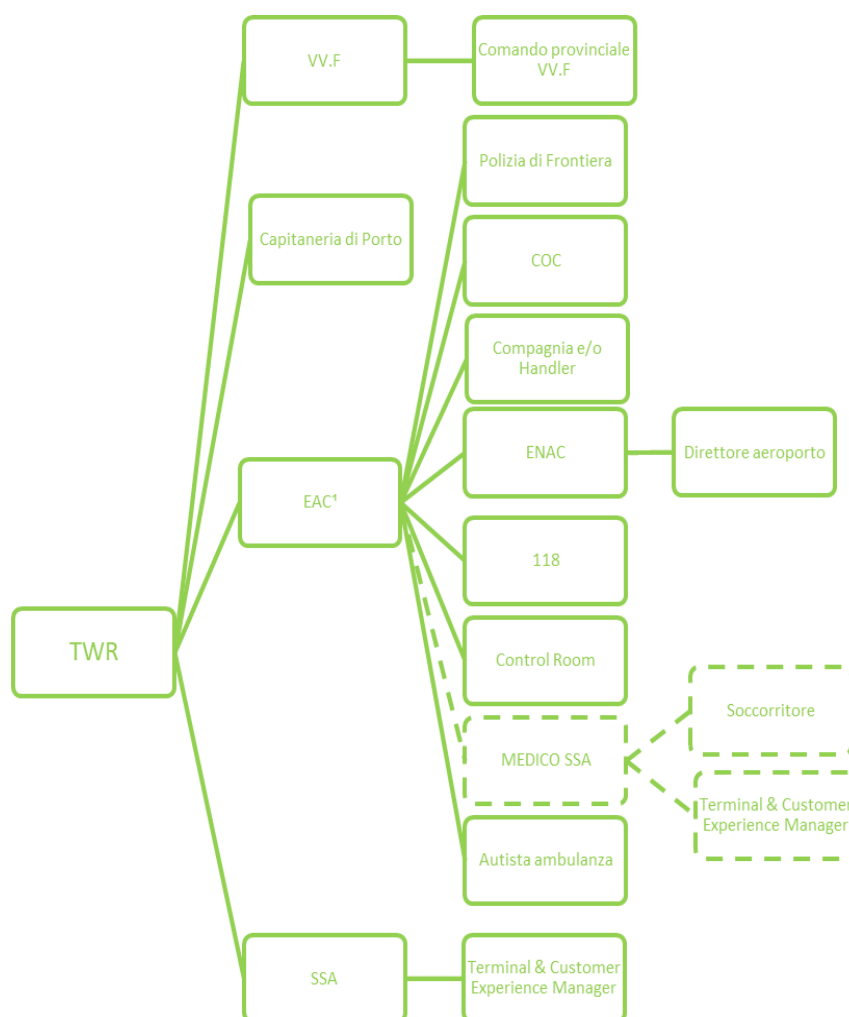 VV.F
Comando provinciale
VV.F
Polizia di Frontiera
Capitaneria di Porto
COC
Compagnia e/o
Handler
ENAC
Direttore aeroporto
EAC¹
118
TWR
Control Room
Soccorritore
MEDICO SSA
Terminal & Customer
Experience Manager
Autista ambulanza
SSA
Terminal & Customer
Experience Manager